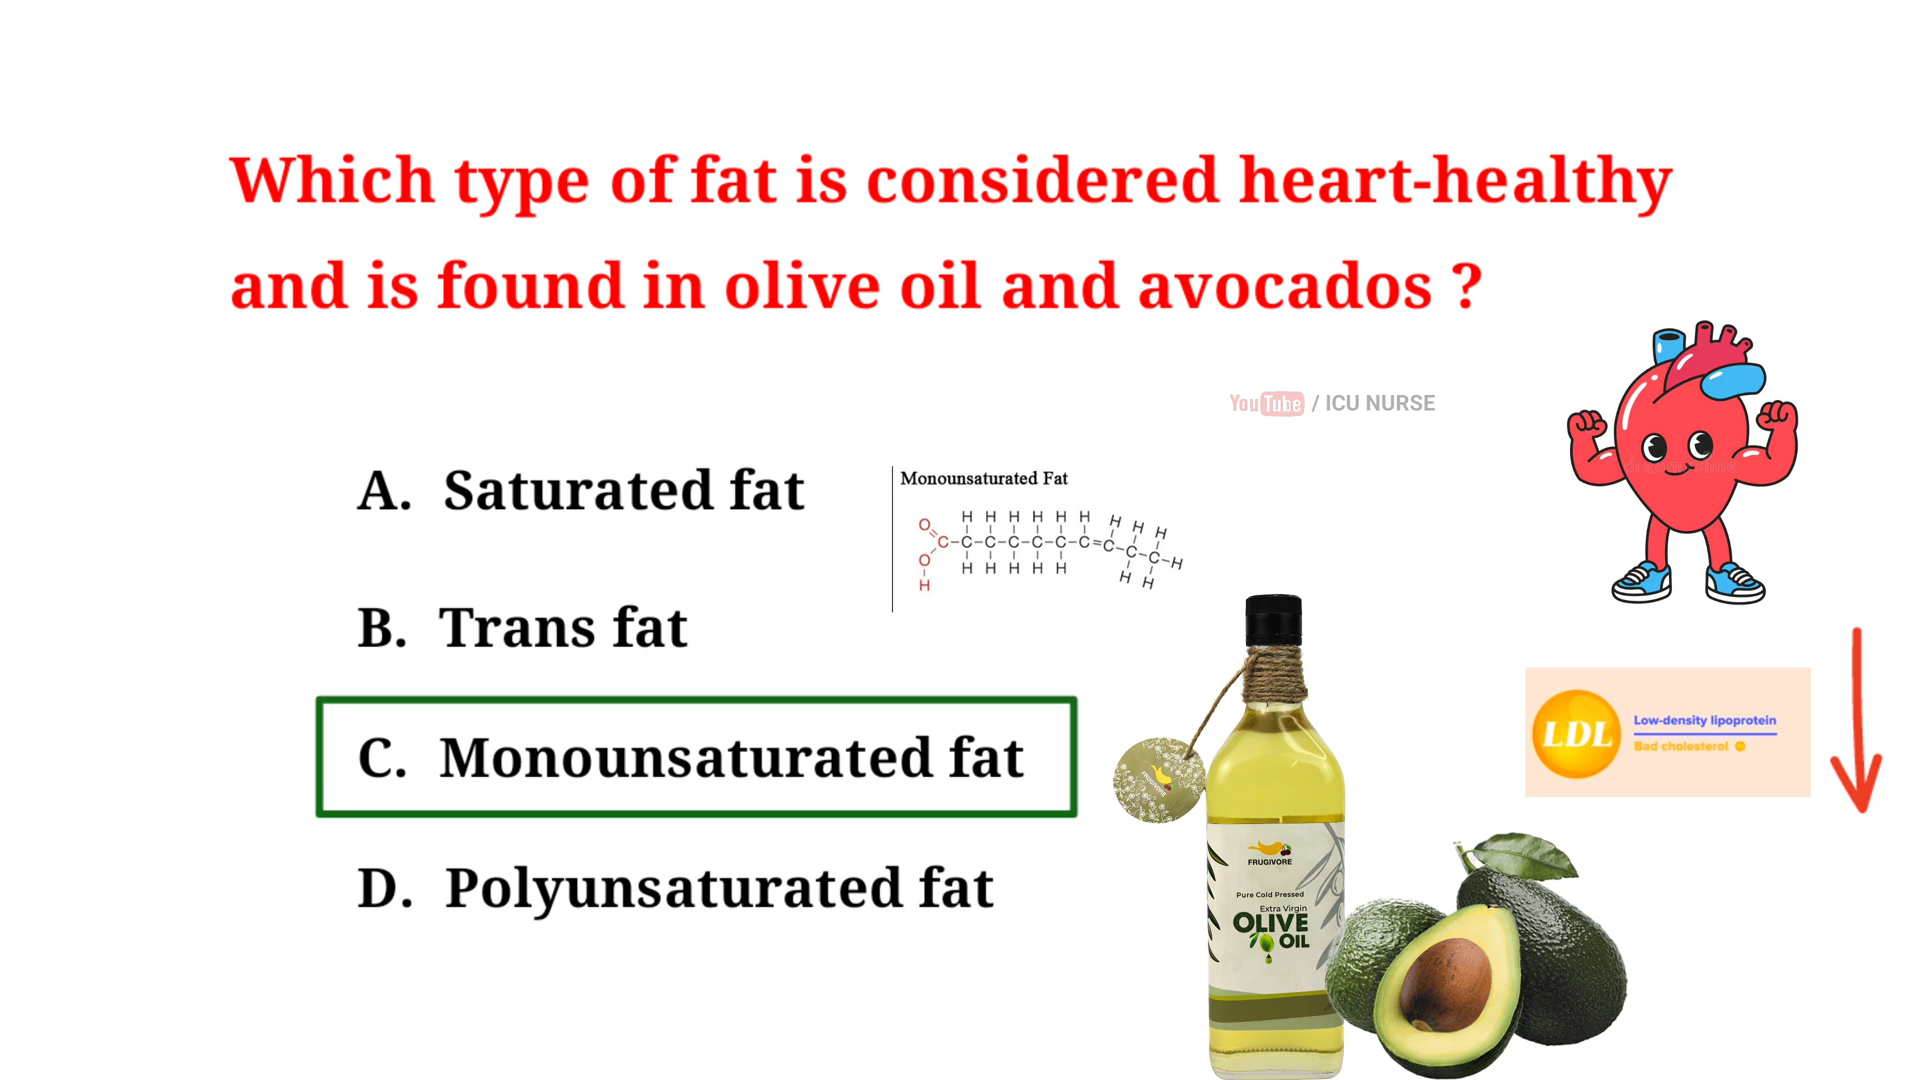 Which type of fat is considered heart-healthy
and is found in olive oil and avocados ?
YouTube / ICU NURSE
A. Saturated fat
Monounsaturated Fat
O H H H H H H H H H
C-C-C-C-C-C-C=C-C-C-H
O H H H H H H H
H
B. Trans fat
C. Monounsaturated fat
LDL
Low-density lipoprotein
Bad cholesterol
D. Polyunsaturated fat
FRUGIVORE
FRUGIVORE
Pure Cold Pressed
Extra Virgin
OLIVE
OIL